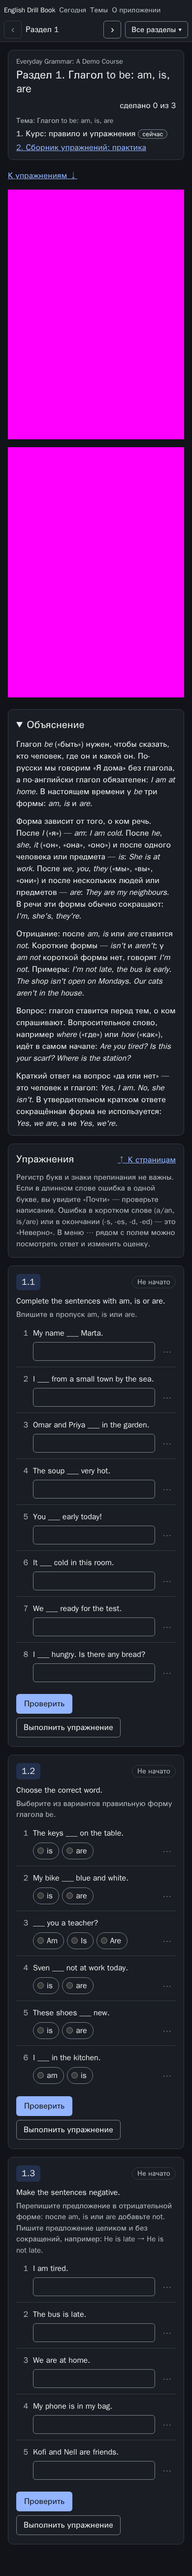 English Drill Book Сегодня Темы О приложении
‹ Раздел 1 › Все разделы ▾
Everyday Grammar: A Demo Course
Раздел 1. Глагол to be: am, is,
are
сделано 0 из 3
Тема: Глагол to be: am, is, are
1. Курс: правило и упражнения сейчас
2. Сборник упражнений: практика
К упражнениям ↓
▼ Объяснение
Глагол be («быть») нужен, чтобы сказать,
кто человек, где он и какой он. По-
русски мы говорим «Я дома» без глагола,
а по-английски глагол обязателен: I am at
home. В настоящем времени у be три
формы: am, is и are.
Форма зависит от того, о ком речь.
После I («я») — am: I am cold. После he,
she, it («он», «она», «оно») и после одного
человека или предмета — is: She is at
work. После we, you, they («мы», «вы»,
«они») и после нескольких людей или
предметов — are: They are my neighbours.
В речи эти формы обычно сокращают:
I'm, she's, they're.
Отрицание: после am, is или are ставится
not. Короткие формы — isn't и aren't; у
am not короткой формы нет, говорят I'm
not. Примеры: I'm not late, the bus is early.
The shop isn't open on Mondays. Our cats
aren't in the house.
Вопрос: глагол ставится перед тем, о ком
спрашивают. Вопросительное слово,
например where («где») или how («как»),
идёт в самом начале: Are you tired? Is this
your scarf? Where is the station?
Краткий ответ на вопрос «да или нет» —
это человек и глагол: Yes, I am. No, she
isn't. В утвердительном кратком ответе
сокращённая форма не используется:
Yes, we are, а не Yes, we're.
Упражнения ↑ К страницам
Регистр букв и знаки препинания не важны.
Если в длинном слове ошибка в одной
букве, вы увидите «Почти» — проверьте
написание. Ошибка в коротком слове (a/an,
is/are) или в окончании (-s, -es, -d, -ed) — это
«Неверно». В меню ⋯ рядом с полем можно
посмотреть ответ и изменить оценку.
1.1 Не начато
Complete the sentences with am, is or are.
Впишите в пропуск am, is или are.
1 My name ___ Marta.
⋯
2 I ___ from a small town by the sea.
⋯
3 Omar and Priya ___ in the garden.
⋯
4 The soup ___ very hot.
⋯
5 You ___ early today!
⋯
6 It ___ cold in this room.
⋯
7 We ___ ready for the test.
⋯
8 I ___ hungry. Is there any bread?
⋯
Проверить
Выполнить упражнение
1.2 Не начато
Choose the correct word.
Выберите из вариантов правильную форму
глагола be.
1 The keys ___ on the table.
is are ⋯
2 My bike ___ blue and white.
is are ⋯
3 ___ you a teacher?
Am Is Are ⋯
4 Sven ___ not at work today.
is are ⋯
5 These shoes ___ new.
is are ⋯
6 I ___ in the kitchen.
am is ⋯
Проверить
Выполнить упражнение
1.3 Не начато
Make the sentences negative.
Перепишите предложение в отрицательной
форме: после am, is или are добавьте not.
Пишите предложение целиком и без
сокращений, например: He is late → He is
not late.
1 I am tired.
⋯
2 The bus is late.
⋯
3 We are at home.
⋯
4 My phone is in my bag.
⋯
5 Kofi and Nell are friends.
⋯
Проверить
Выполнить упражнение